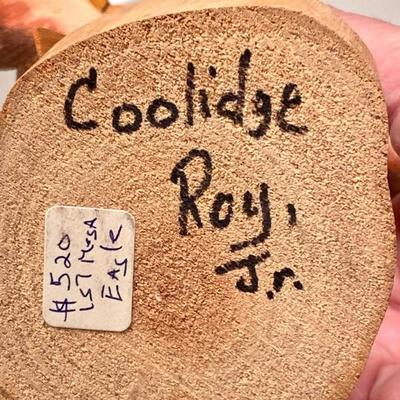 Coolidge
Roy,
Jr.
$520
1ST MESA
EAgle